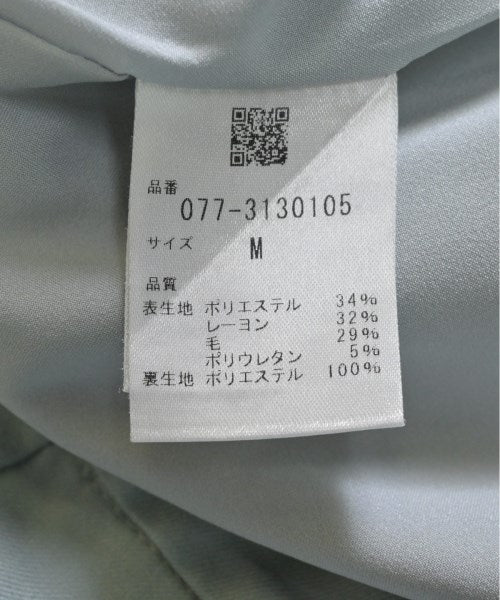 品番
077-3130105
サイズ M
品質
表生地 ポリエステル 34%
レーヨン 32%
毛 29%
ポリウレタン 5%
裏生地 ポリエステル 100%